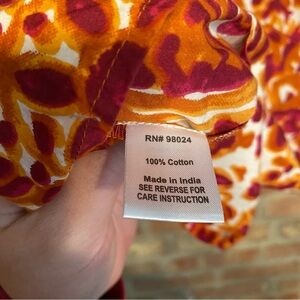 RN# 98024
100% Cotton
Made in India
SEE REVERSE FOR
CARE INSTRUCTION